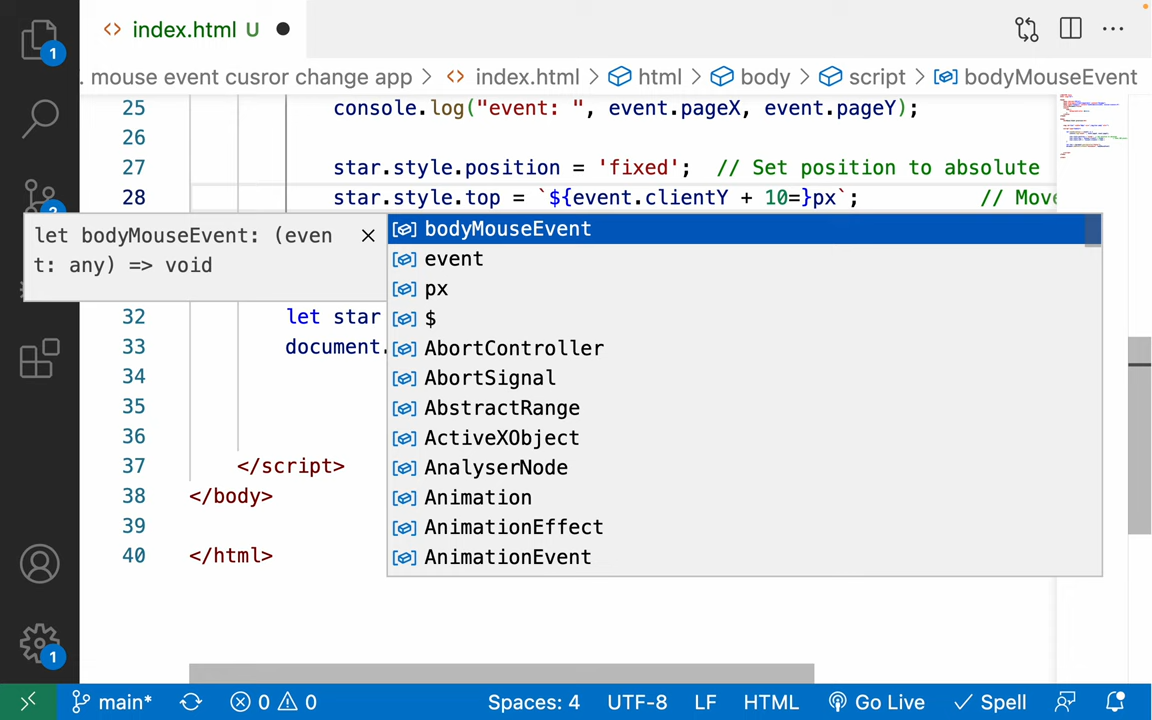 1
index.html U
. mouse event cusror change app > index.html > html > body > script > bodyMouseEvent
25 console.log("event: ", event.pageX, event.pageY);
26
27 star.style.position = 'fixed'; // Set position to absolute
28 star.style.top = `${event.clientY + 10=}px`; // Move
let bodyMouseEvent: (even
t: any) => void
bodyMouseEvent
event
px
$
AbortController
AbortSignal
AbstractRange
ActiveXObject
AnalyserNode
Animation
AnimationEffect
AnimationEvent
32 let star
33 document.
34
35
36
37 </script>
38 </body>
39
40 </html>
1
main* 0 0 Spaces: 4 UTF-8 LF HTML Go Live Spell